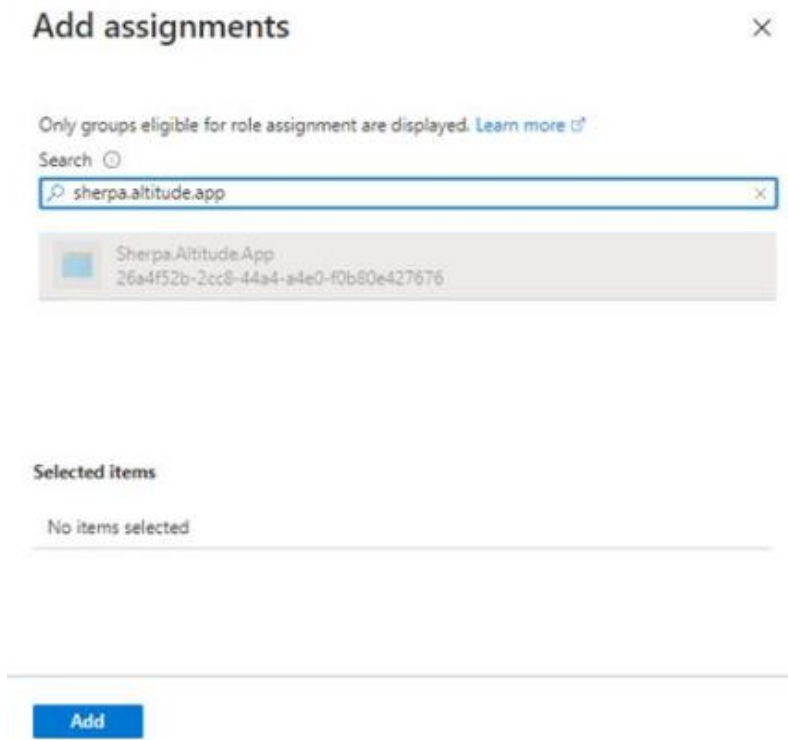 Add assignments
Only groups eligible for role assignment are displayed. Learn more
Search
sherpa.altitude.app
Sherpa.Altitude.App
26a4f52b-2cc8-44a4-a4e0-f0b80e427676
Selected items
No items selected
Add